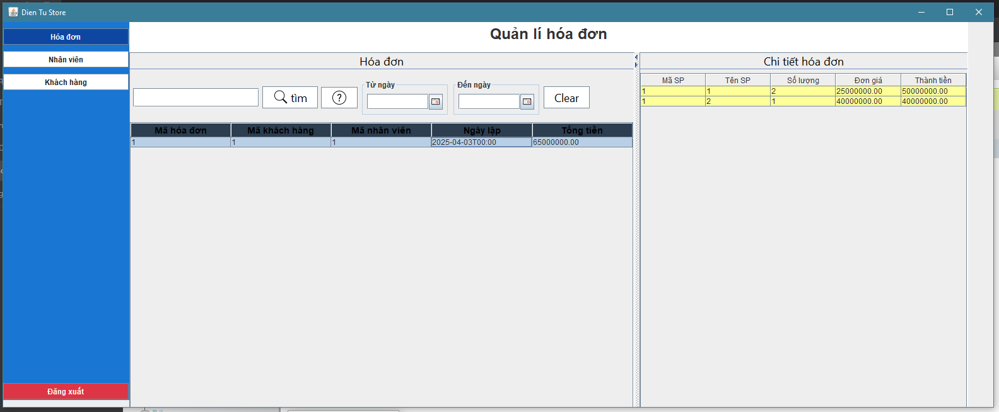 Dien Tu Store
Hóa đơn
Nhân viên
Khách hàng
Đăng xuất
Quản lí hóa đơn
Hóa đơn
tìm
?
Từ ngày
Đến ngày
Clear
Mã hóa đơn Mã khách hàng Mã nhân viên Ngày lập Tổng tiền
1 1 1 2025-04-03T00:00 65000000.00
Chi tiết hóa đơn
Mã SP Tên SP Số lượng Đơn giá Thành tiền
1 1 2 25000000.00 50000000.00
1 2 1 40000000.00 40000000.00